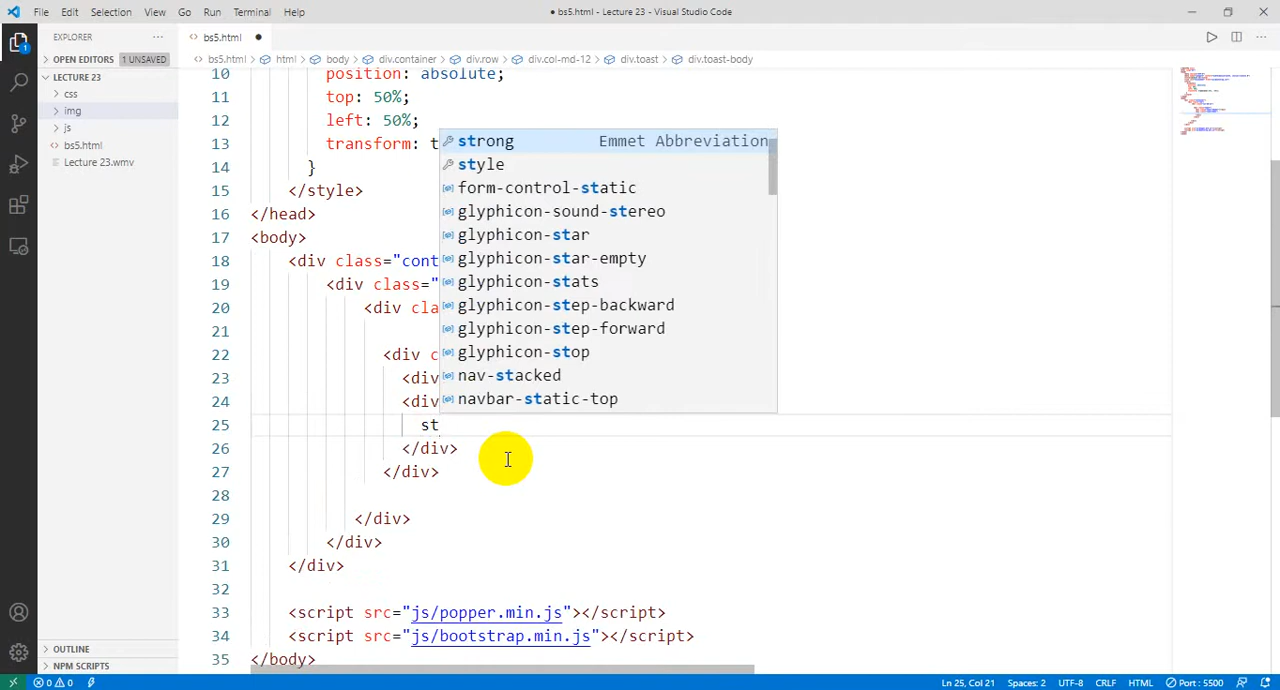 File Edit Selection View Go Run Terminal Help
● bs5.html - Lecture 23 - Visual Studio Code
EXPLORER ...
bs5.html ●
OPEN EDITORS 1 UNSAVED
bs5.html > html > body > div.container > div.row > div.col-md-12 > div.toast > div.toast-body
LECTURE 23
css
img
js
bs5.html
Lecture 23.wmv
OUTLINE
NPM SCRIPTS
10 position: absolute;
11 top: 50%;
12 left: 50%;
13 transform: t
14 }
15 </style>
16 </head>
17 <body>
18 <div class="cont
19 <div class="
20 <div cla
21
22 <div c
23 <div
24 <div
25 st
26 </div>
27 </div>
28
29 </div>
30 </div>
31 </div>
32
33 <script src="js/popper.min.js"></script>
34 <script src="js/bootstrap.min.js"></script>
35 </body>
strong Emmet Abbreviation
style
form-control-static
glyphicon-sound-stereo
glyphicon-star
glyphicon-star-empty
glyphicon-stats
glyphicon-step-backward
glyphicon-step-forward
glyphicon-stop
nav-stacked
navbar-static-top
0 0 Ln 25, Col 21 Spaces: 2 UTF-8 CRLF HTML Port : 5500